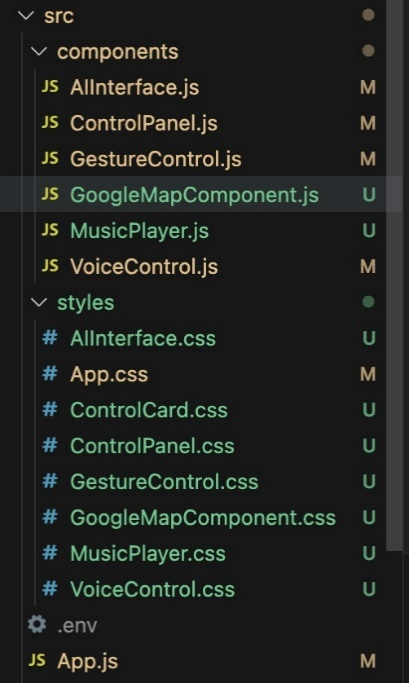 src
components
JS AIInterface.js M
JS ControlPanel.js M
JS GestureControl.js M
JS GoogleMapComponent.js U
JS MusicPlayer.js U
JS VoiceControl.js M
styles
# AIInterface.css U
# App.css M
# ControlCard.css U
# ControlPanel.css U
# GestureControl.css U
# GoogleMapComponent.css U
# MusicPlayer.css U
# VoiceControl.css U
.env
JS App.js M